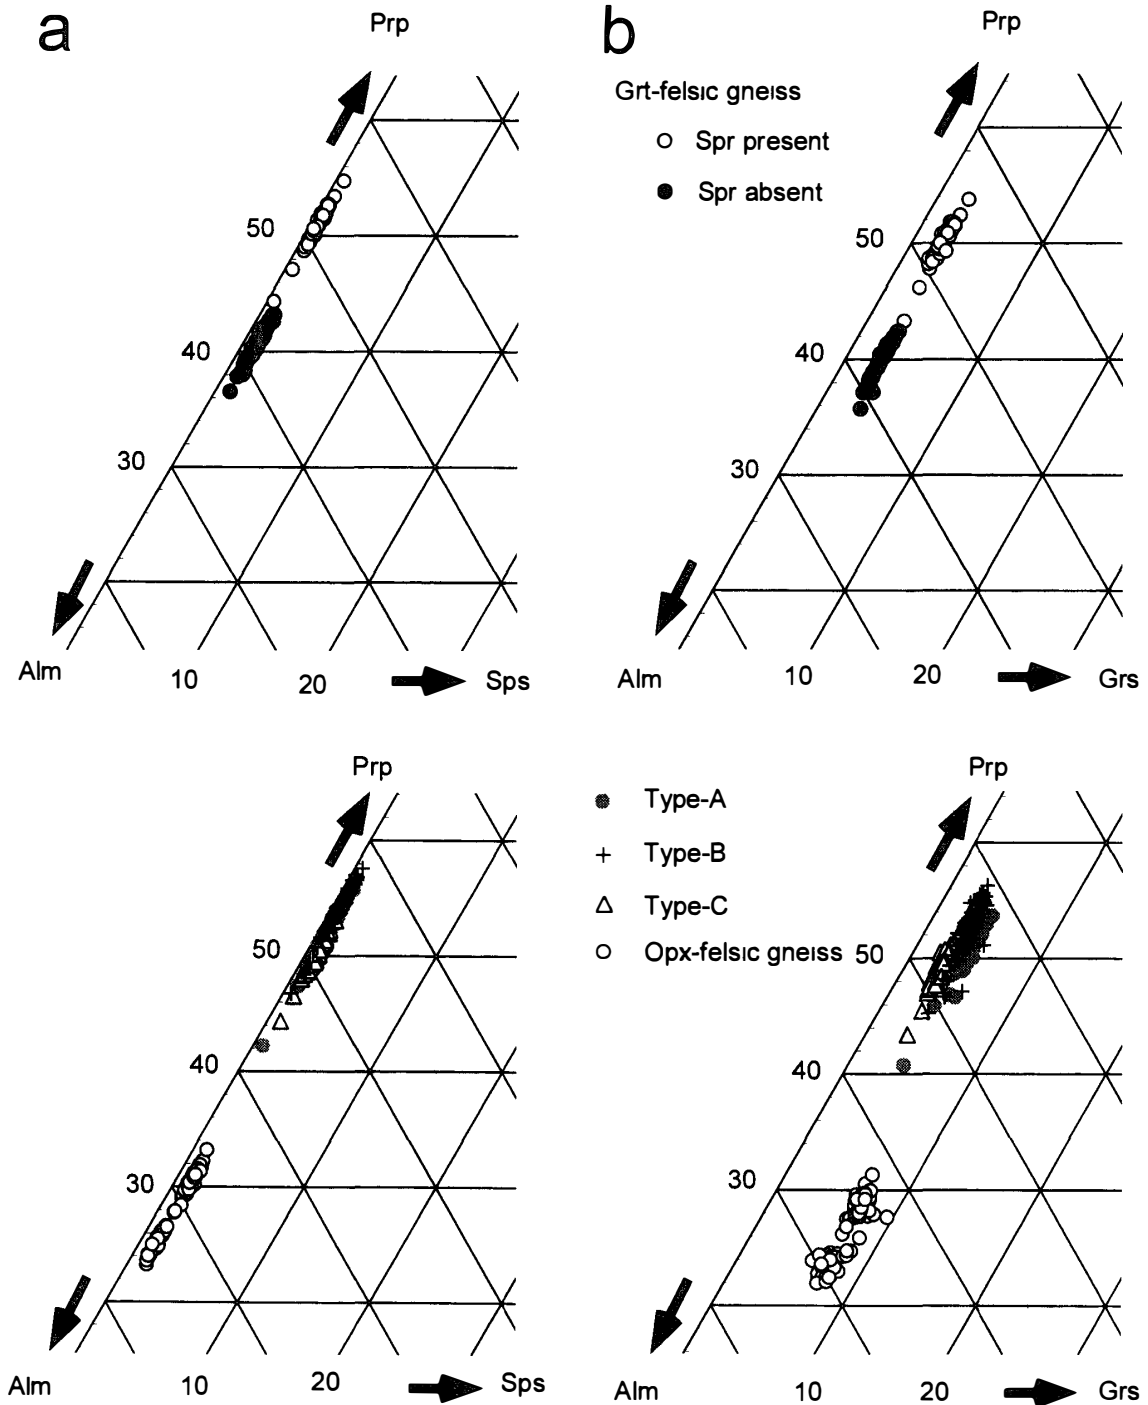 a
Prp
50
40
30
Alm
10
20
Sps
b
Prp
Grt-felsic gneiss
Spr present
Spr absent
50
40
30
Alm
10
20
Grs
Prp
50
40
30
Alm
10
20
Sps
Type-A
Type-B
Type-C
Opx-felsic gneiss
Prp
50
40
30
Alm
10
20
Grs